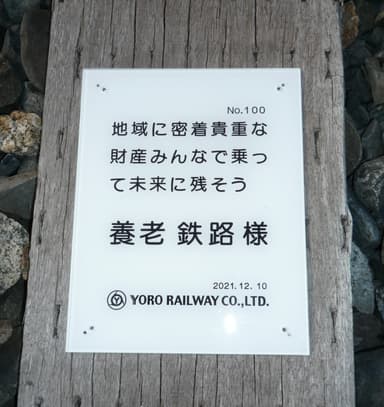 No.100
地域に密着貴重な
財産みんなで乗っ
て未来に残そう
養老 鉄路 様
2021.12.10
YORO RAILWAY CO.,LTD.